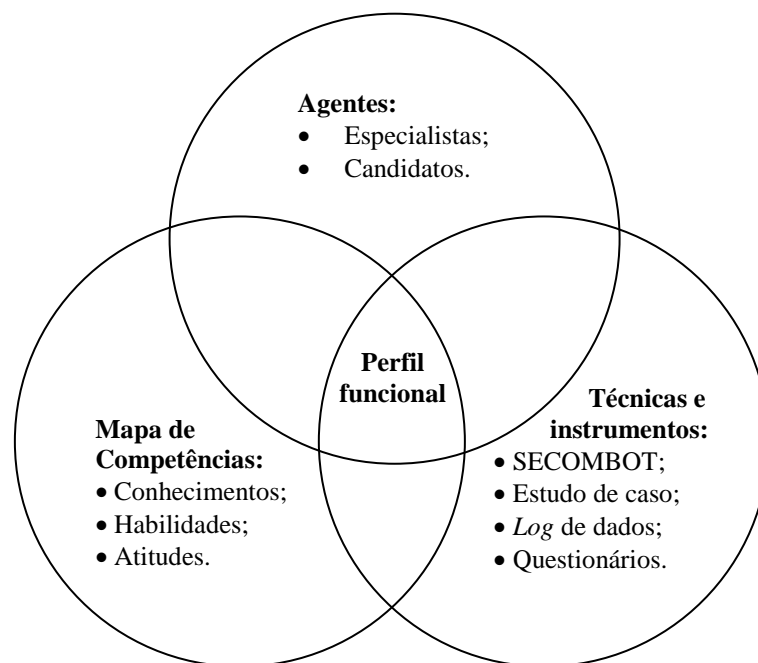 Agentes:
• Especialistas;
• Candidatos.
Perfil
funcional
Mapa de
Competências:
• Conhecimentos;
• Habilidades;
• Atitudes.
Técnicas e
instrumentos:
• SECOMBOT;
• Estudo de caso;
• Log de dados;
• Questionários.